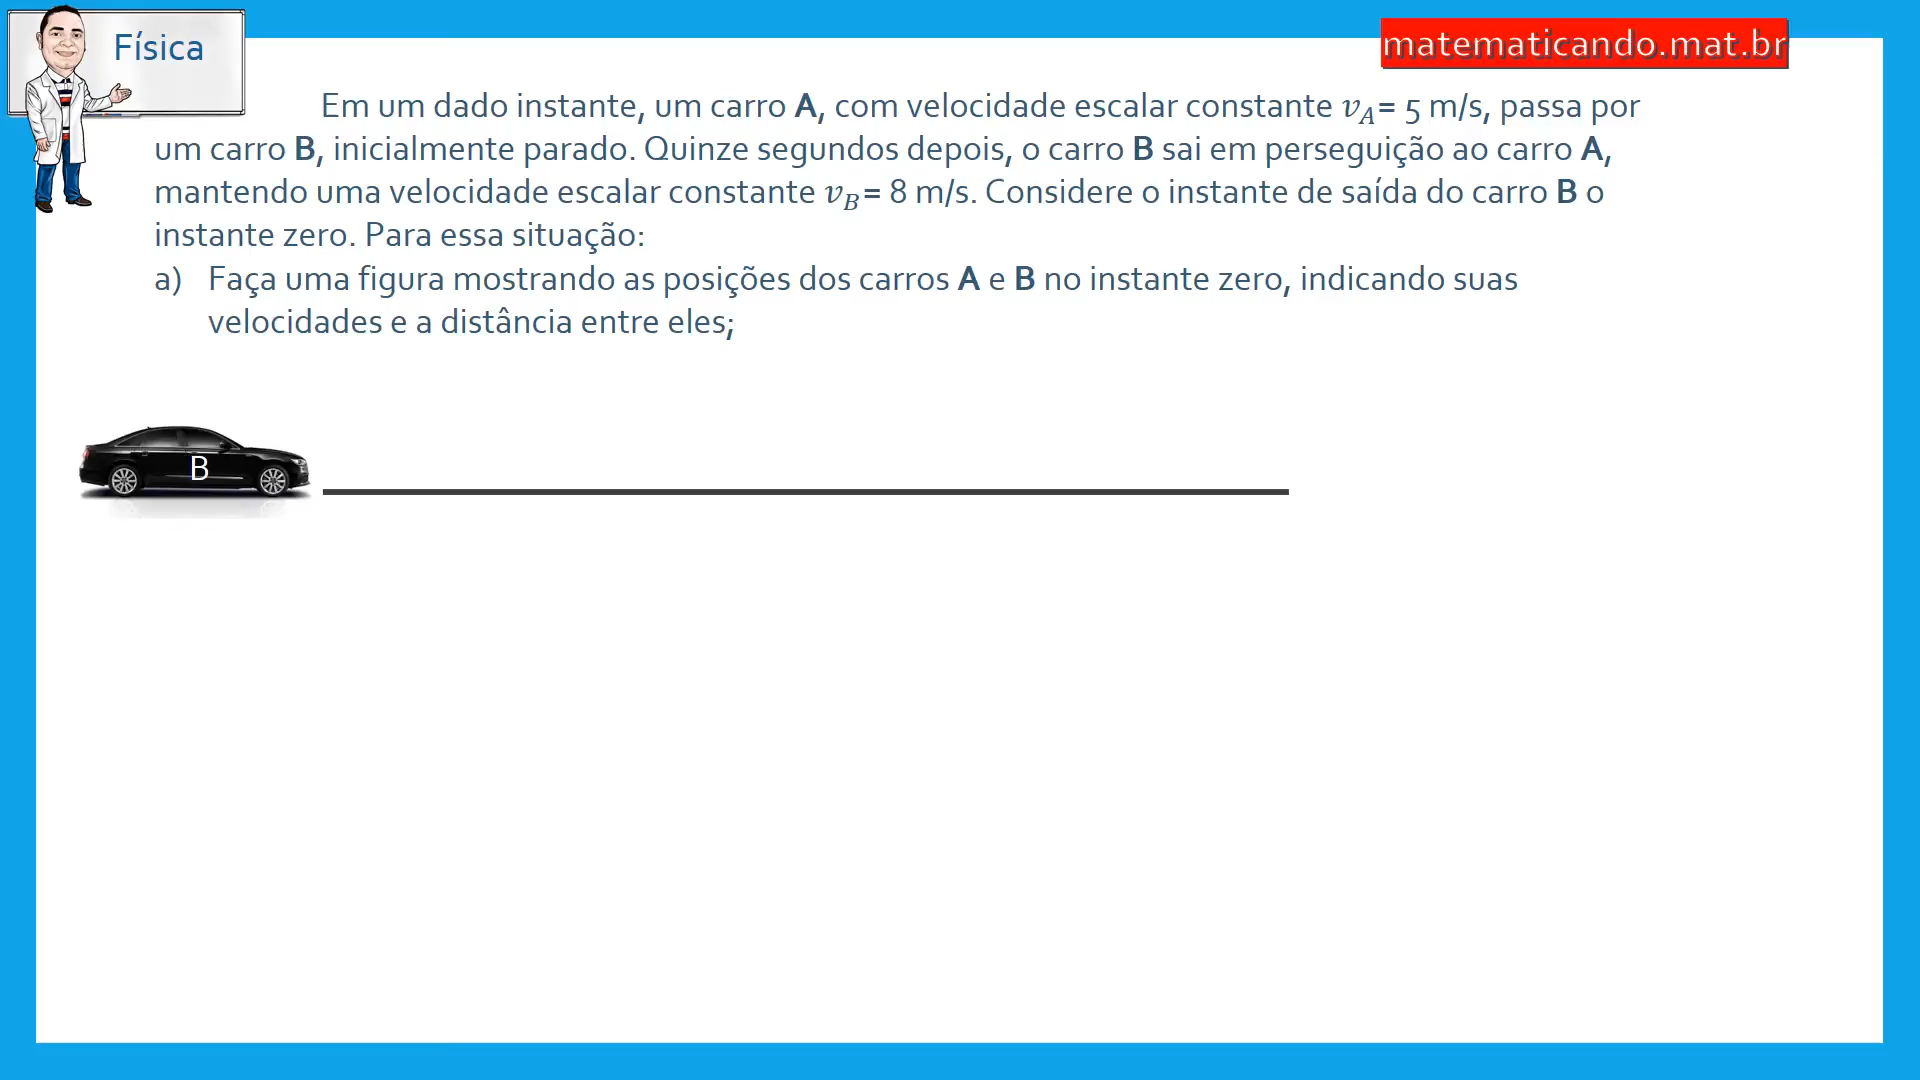 Física
matematicando.mat.br
Em um dado instante, um carro A, com velocidade escalar constante 𝑣𝐴= 5 m/s, passa por
um carro B, inicialmente parado. Quinze segundos depois, o carro B sai em perseguição ao carro A,
mantendo uma velocidade escalar constante 𝑣𝐵= 8 m/s. Considere o instante de saída do carro B o
instante zero. Para essa situação:
a) Faça uma figura mostrando as posições dos carros A e B no instante zero, indicando suas
velocidades e a distância entre eles;
B